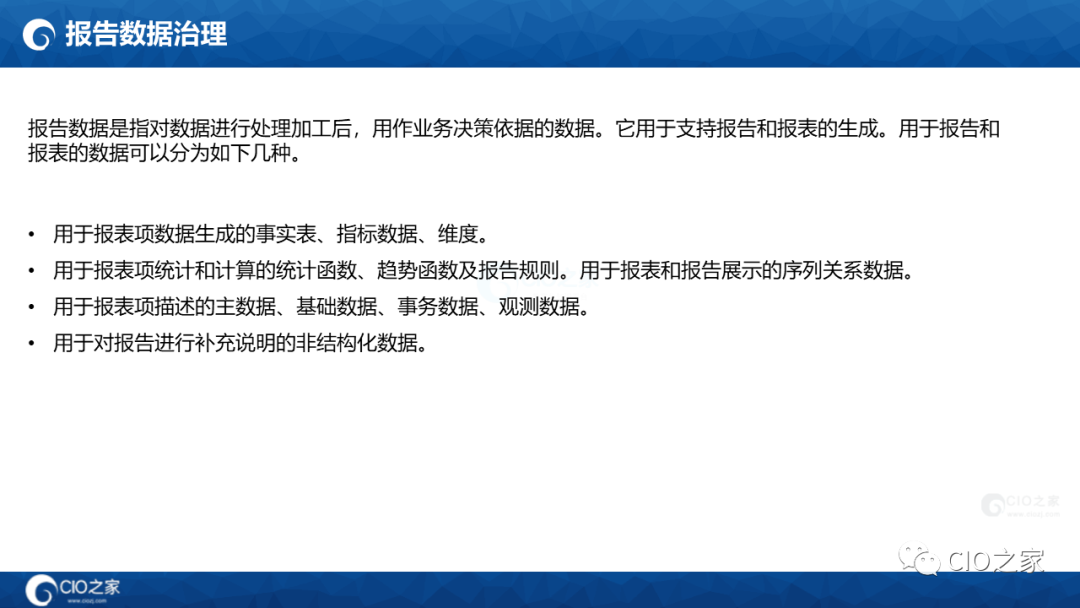 报告数据治理
报告数据是指对数据进行处理加工后，用作业务决策依据的数据。它用于支持报告和报表的生成。用于报告和
报表的数据可以分为如下几种。
• 用于报表项数据生成的事实表、指标数据、维度。
• 用于报表项统计和计算的统计函数、趋势函数及报告规则。用于报表和报告展示的序列关系数据。
• 用于报表项描述的主数据、基础数据、事务数据、观测数据。
• 用于对报告进行补充说明的非结构化数据。
CIO之家
www.ciozj.com
CIO之家
CIO之家
www.ciozj.com